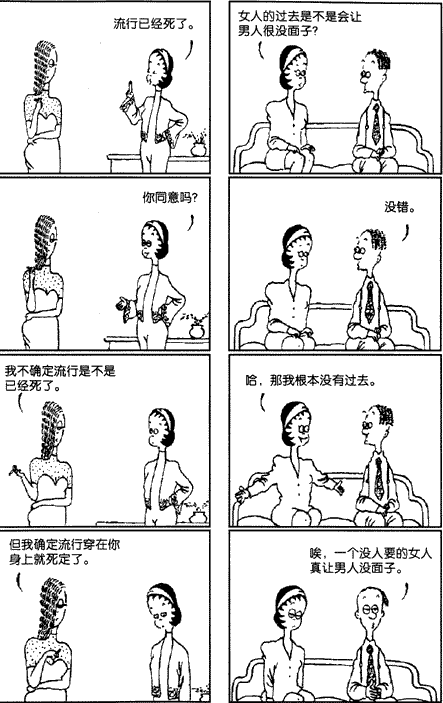 流行已经死了。
你同意吗?
我不确定流行是不是
已经死了。
但我确定流行穿在你
身上就死定了。
女人的过去是不是会让
男人很没面子?
没错。
哈，那我根本没有过去。
唉，一个没人要的女人
真让男人没面子。